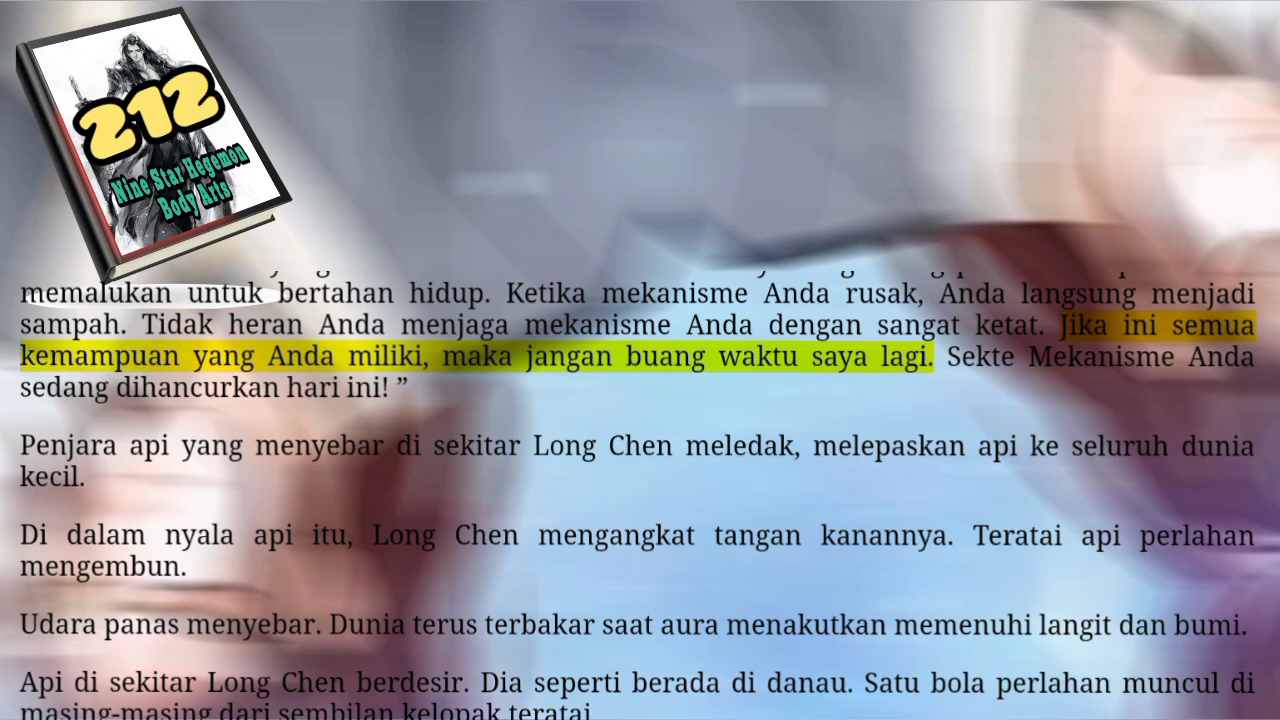 212
Nine Star Hegemon
Body Arts
memalukan untuk bertahan hidup. Ketika mekanisme Anda rusak, Anda langsung menjadi
sampah. Tidak heran Anda menjaga mekanisme Anda dengan sangat ketat. Jika ini semua
kemampuan yang Anda miliki, maka jangan buang waktu saya lagi. Sekte Mekanisme Anda
sedang dihancurkan hari ini! ”
Penjara api yang menyebar di sekitar Long Chen meledak, melepaskan api ke seluruh dunia
kecil.
Di dalam nyala api itu, Long Chen mengangkat tangan kanannya. Teratai api perlahan
mengembun.
Udara panas menyebar. Dunia terus terbakar saat aura menakutkan memenuhi langit dan bumi.
Api di sekitar Long Chen berdesir. Dia seperti berada di danau. Satu bola perlahan muncul di
masing-masing dari sembilan kelopak teratai.